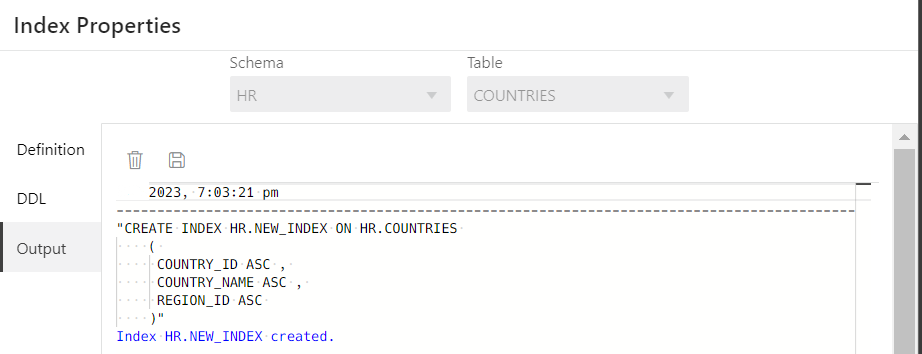 Index Properties
Schema
Table
HR
COUNTRIES
Definition
DDL
Output
2023, 7:03:21 pm
"CREATE INDEX HR.NEW_INDEX ON HR.COUNTRIES
(
COUNTRY_ID ASC ,
COUNTRY_NAME ASC ,
REGION_ID ASC
)"
Index HR.NEW_INDEX created.